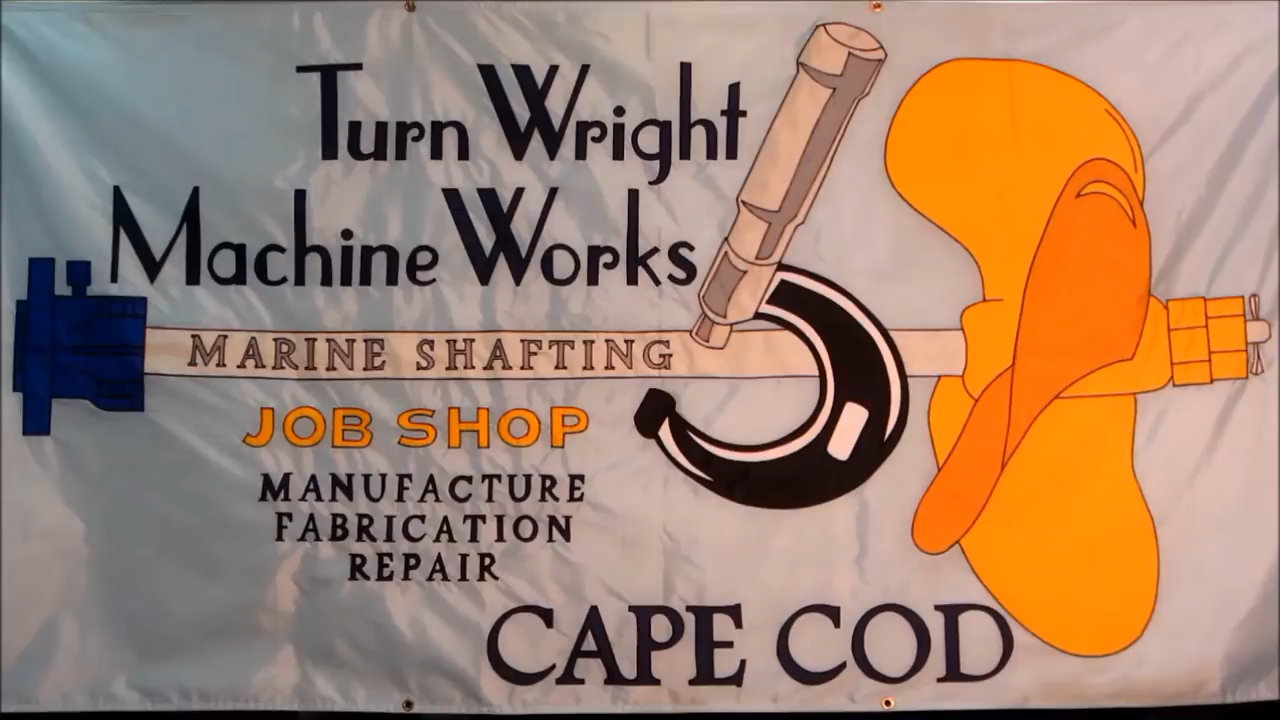 Turn Wright
Machine Works
MARINE SHAFTING
JOB SHOP
MANUFACTURE
FABRICATION
REPAIR
CAPE COD